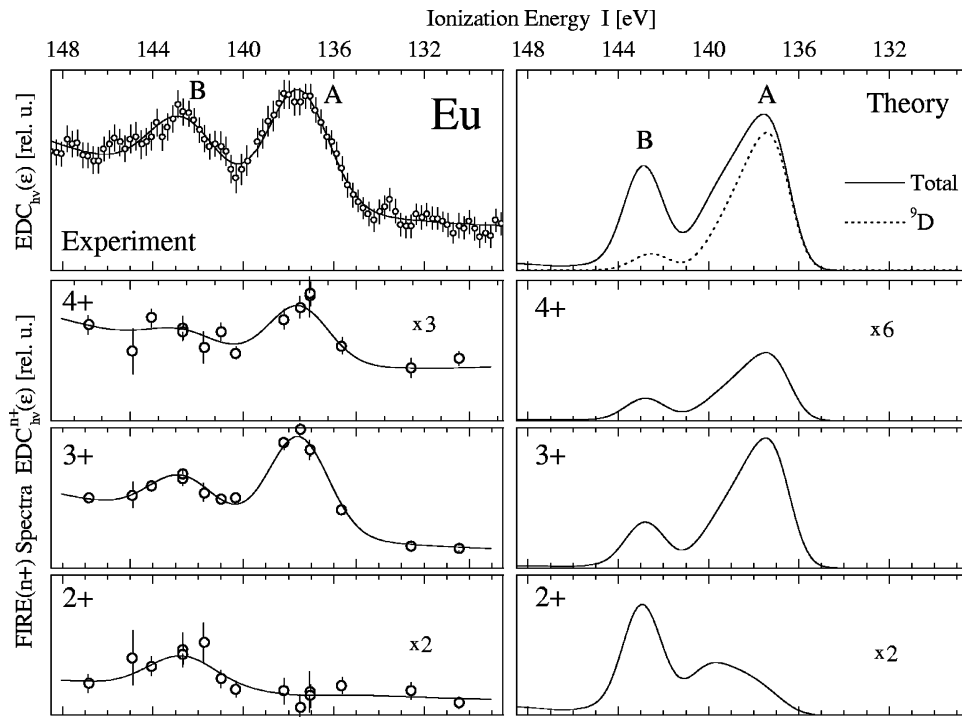 Ionization Energy I [eV]
148 144 140 136 132 148 144 140 136 132
EDChν(ε) [rel. u.]
B
A
Eu
Experiment
B
A
Theory
Total
⁹D
FIRE(n+) Spectra EDCⁿ⁺hν(ε) [rel. u.]
4+
x3
4+
x6
3+
3+
2+
x2
2+
x2